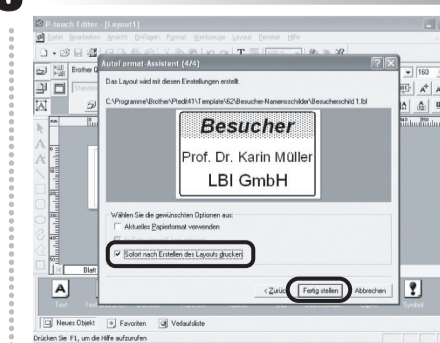 P-touch Editor - [Layout1]
Datei Bearbeiten Ansicht Einfügen Format Werkzeuge Layout Fenster Hilfe
160
Brother Q
Standard
AutoFormat-Assistent (4/4)
Das Layout wird mit diesen Einstellungen erstellt.
C:\Programme\Brother\Ptedit41\Template\62\Besucher-Namensschilder\Besucherschild 1.lbl
Besucher
Prof. Dr. Karin Müller
LBI GmbH
Wählen Sie die gewünschten Optionen aus:
Aktuelles Papierformat verwenden
Sofort nach Erstellen des Layouts drucken
< Zurück
Fertig stellen
Abbrechen
Blatt
Text
Symbol
Neues Objekt
Favoriten
Verlaufsliste
Drücken Sie F1, um die Hilfe aufzurufen